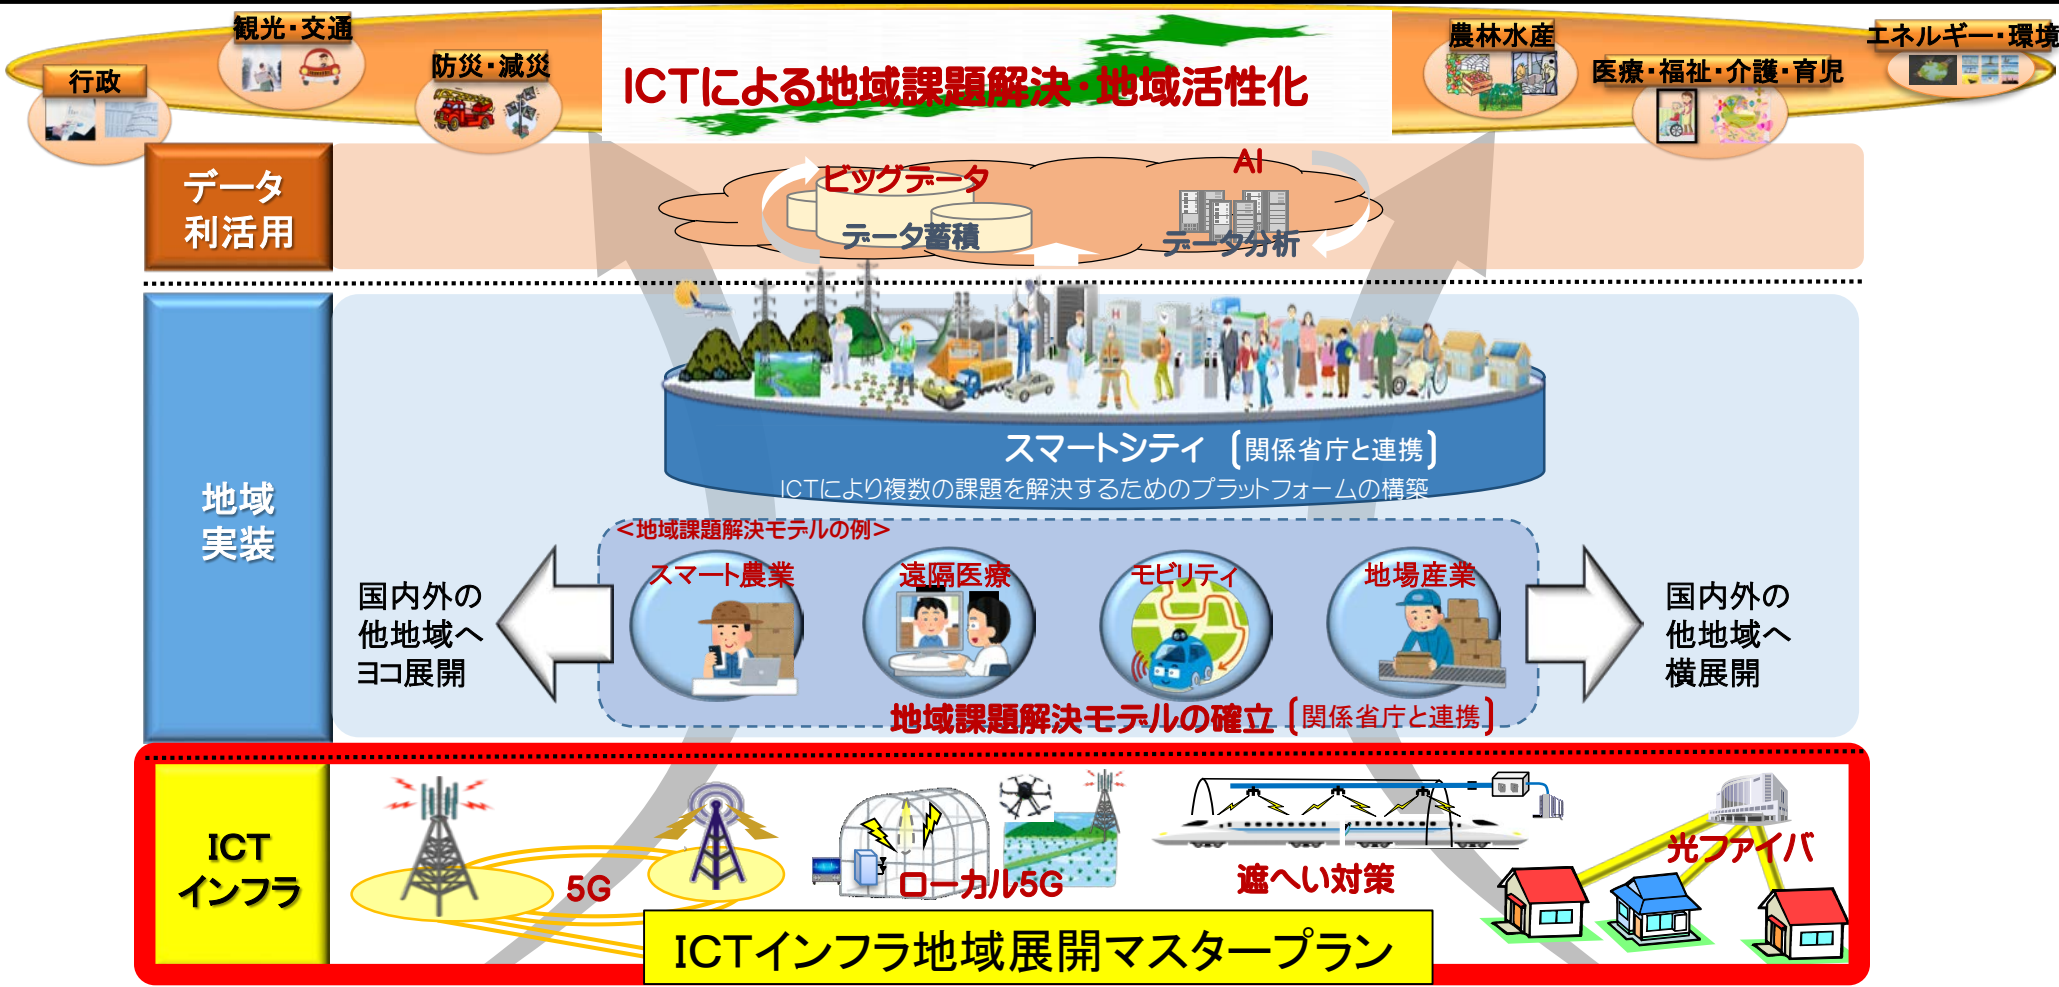 観光・交通
農林水産
エネルギー・環境
行政
防災・減災
ICTによる地域課題解決・地域活性化
医療・福祉・介護・育児
データ
利活用
ビッグデータ
AI
データ蓄積
データ分析
地域
実装
スマートシティ〔関係省庁と連携〕
ICTにより複数の課題を解決するためのプラットフォームの構築
<地域課題解決モデルの例>
スマート農業
遠隔医療
モビリティ
地場産業
国内外の
他地域へ
ヨコ展開
国内外の
他地域へ
横展開
地域課題解決モデルの確立〔関係省庁と連携〕
ICT
インフラ
5G
ローカル5G
遮へい対策
光ファイバ
ICTインフラ地域展開マスタープラン